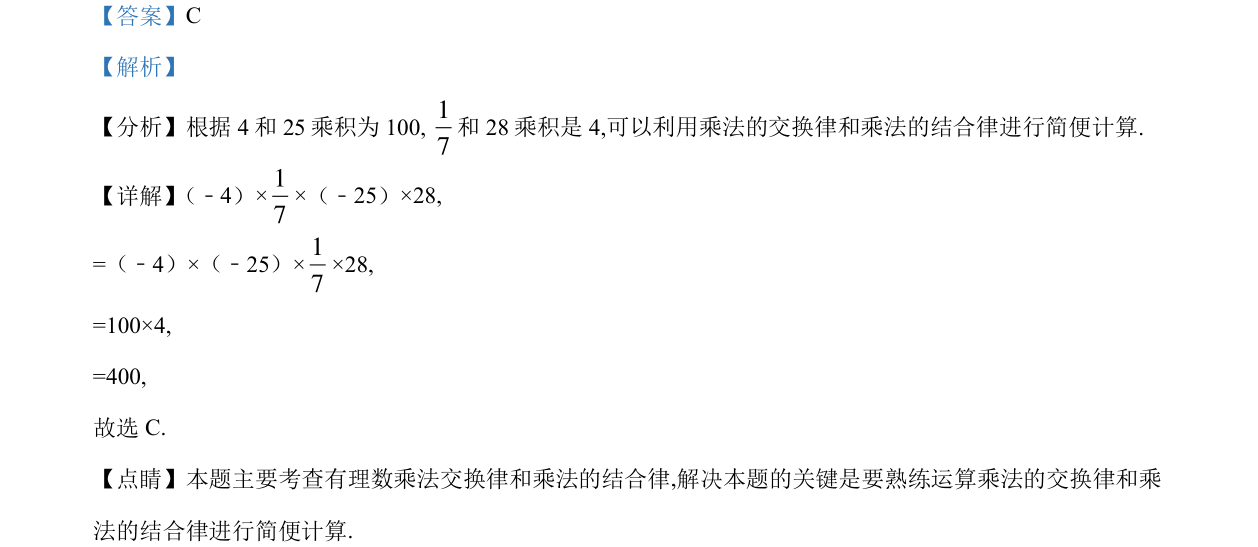 【答案】C
【解析】
【分析】根据 4 和 25 乘积为 100, 1/7 和 28 乘积是 4,可以利用乘法的交换律和乘法的结合律进行简便计算.
【详解】（﹣4）×1/7×（﹣25）×28,
=（﹣4）×（﹣25）×1/7×28,
=100×4,
=400,
故选 C.
【点睛】本题主要考查有理数乘法交换律和乘法的结合律,解决本题的关键是要熟练运算乘法的交换律和乘
法的结合律进行简便计算.